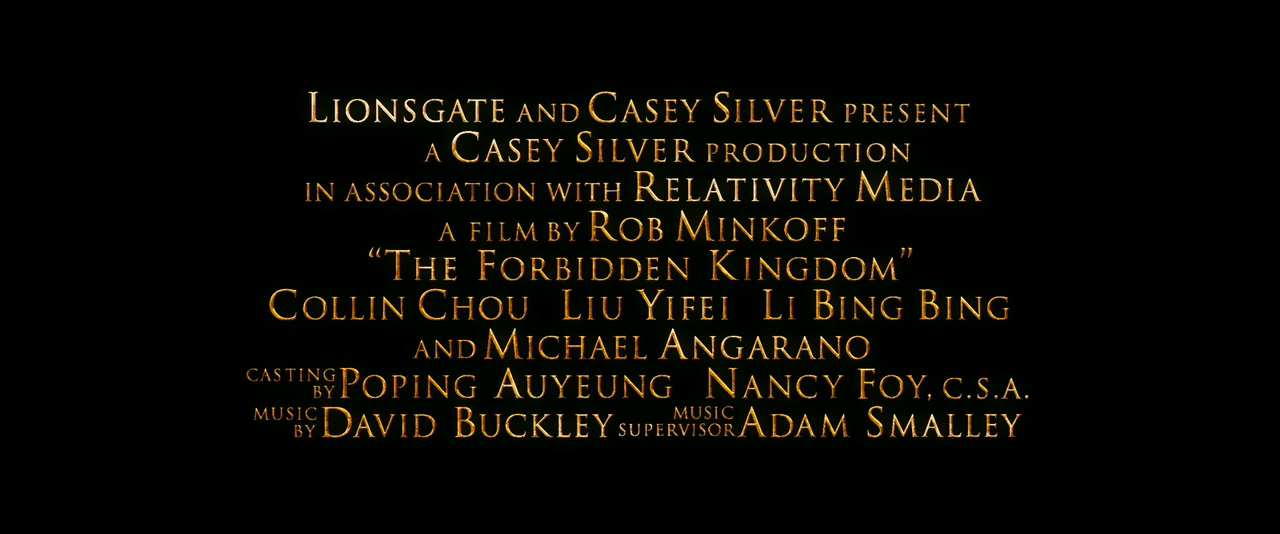 LIONSGATE AND CASEY SILVER PRESENT
A CASEY SILVER PRODUCTION
IN ASSOCIATION WITH RELATIVITY MEDIA
A FILM BY ROB MINKOFF
“THE FORBIDDEN KINGDOM”
COLLIN CHOU LIU YIFEI LI BING BING
AND MICHAEL ANGARANO
CASTING BY POPING AUYEUNG NANCY FOY, C.S.A.
MUSIC BY DAVID BUCKLEY MUSIC SUPERVISOR ADAM SMALLEY